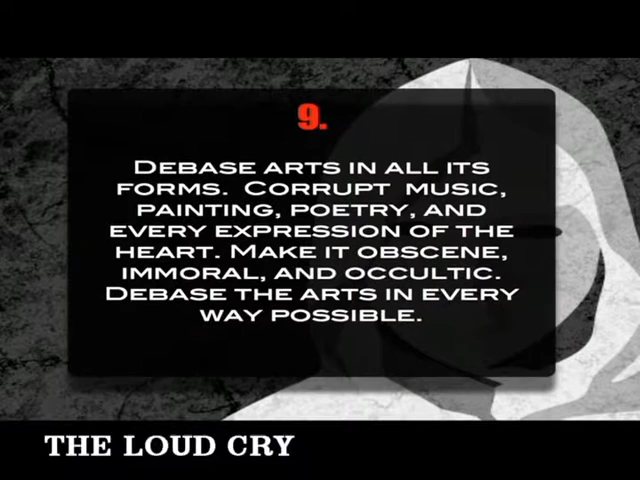 9.
DEBASE ARTS IN ALL ITS
FORMS. CORRUPT MUSIC,
PAINTING, POETRY, AND
EVERY EXPRESSION OF THE
HEART. MAKE IT OBSCENE,
IMMORAL, AND OCCULTIC.
DEBASE THE ARTS IN EVERY
WAY POSSIBLE.
THE LOUD CRY